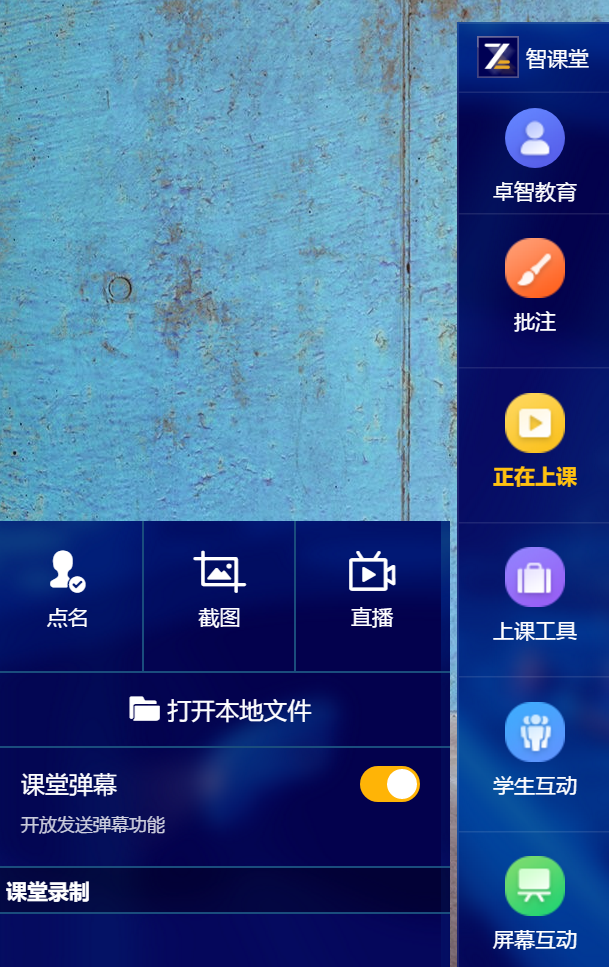 智课堂
卓智教育
批注
正在上课
上课工具
学生互动
屏幕互动
点名
截图
直播
打开本地文件
课堂弹幕
开放发送弹幕功能
课堂录制